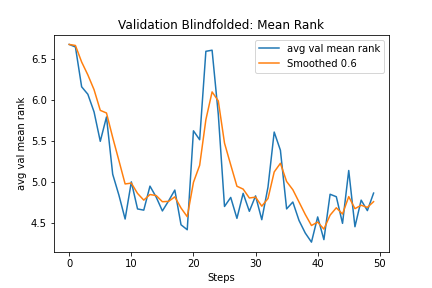 Validation Blindfolded: Mean Rank
avg val mean rank
Smoothed 0.6
avg val mean rank
6.5
6.0
5.5
5.0
4.5
0 10 20 30 40 50
Steps